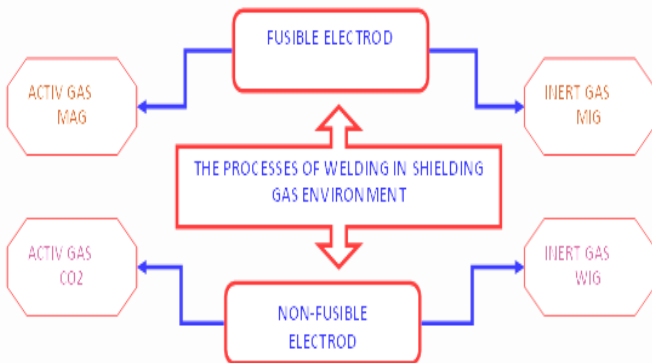 FUSIBLE ELECTROD
ACTIV GAS
MAG
INERT GAS
MIG
THE PROCESSES OF WELDING IN SHIELDING
GAS ENVIRONMENT
ACTIV GAS
CO2
INERT GAS
WIG
NON-FUSIBLE
ELECTROD